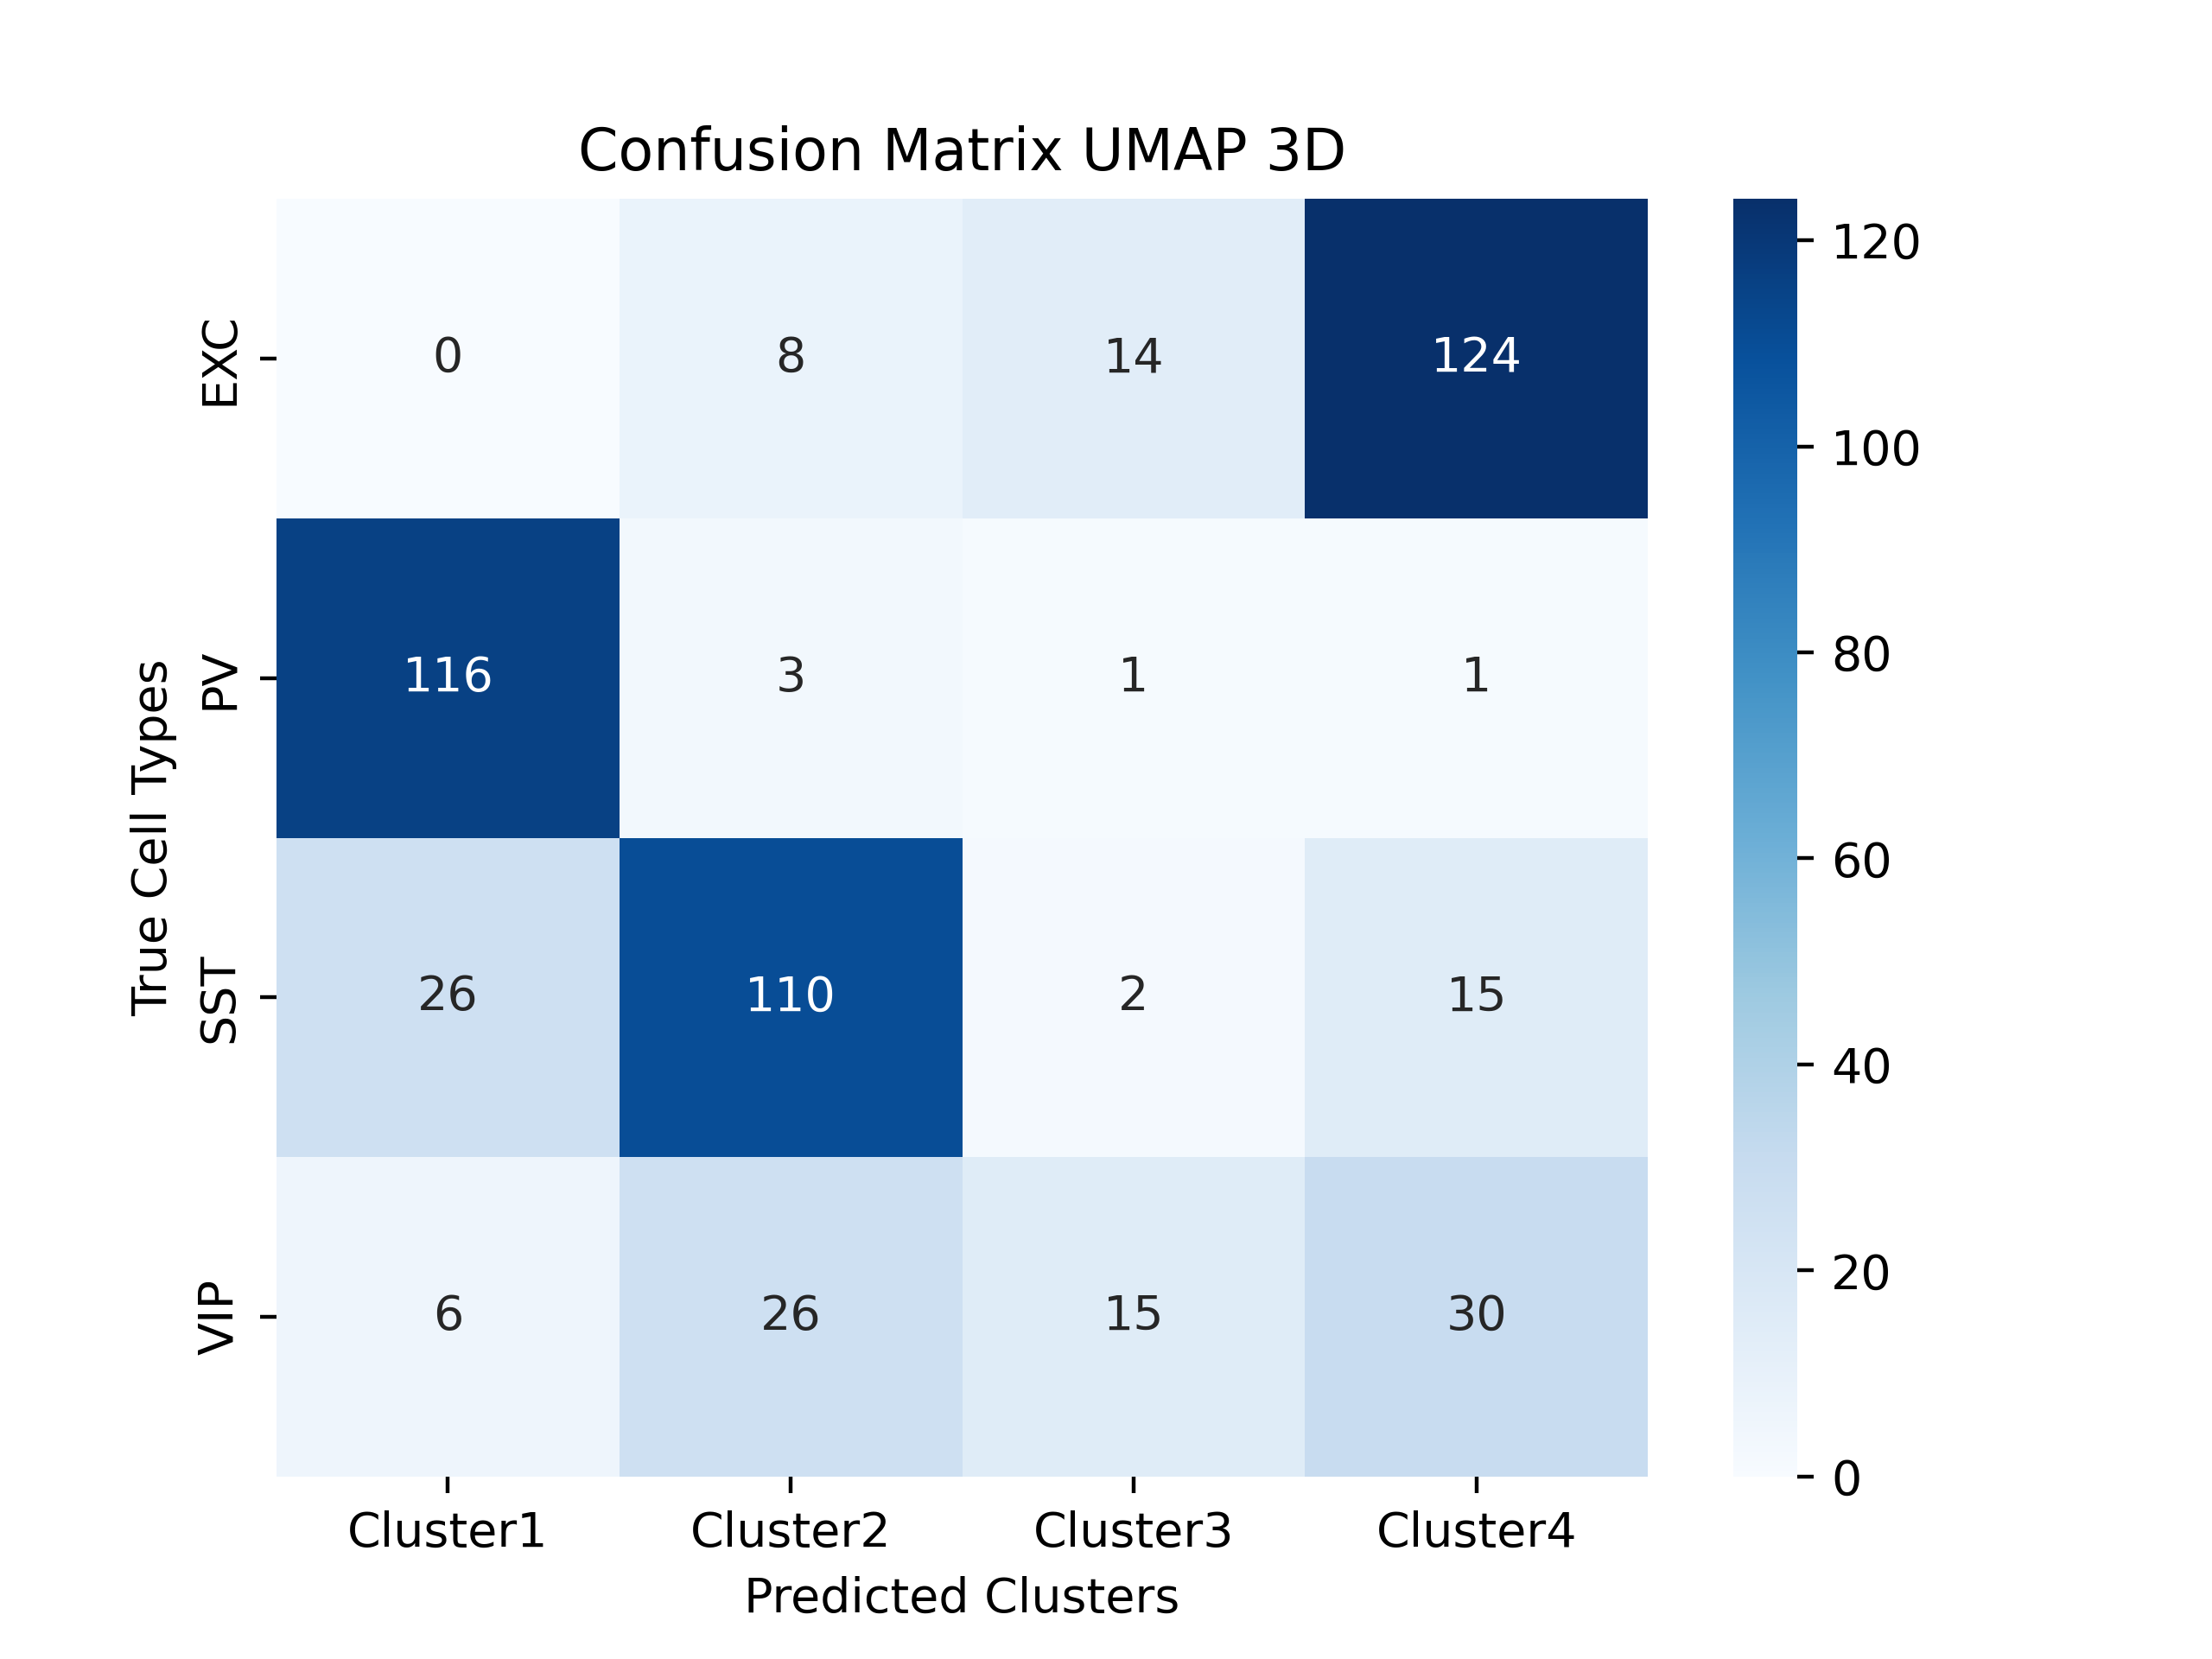 Confusion Matrix UMAP 3D
True Cell Types
EXC 0 8 14 124
PV 116 3 1 1
SST 26 110 2 15
VIP 6 26 15 30
Cluster1 Cluster2 Cluster3 Cluster4
Predicted Clusters
120
100
80
60
40
20
0